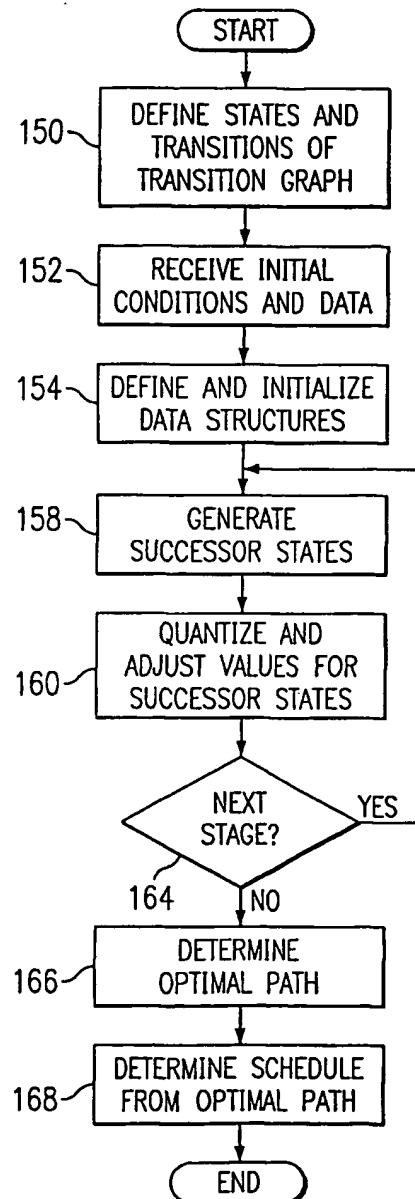 START
150
DEFINE STATES AND
TRANSITIONS OF
TRANSITION GRAPH
152
RECEIVE INITIAL
CONDITIONS AND DATA
154
DEFINE AND INITIALIZE
DATA STRUCTURES
158
GENERATE
SUCCESSOR STATES
160
QUANTIZE AND
ADJUST VALUES FOR
SUCCESSOR STATES
NEXT
STAGE?
YES
164
NO
166
DETERMINE
OPTIMAL PATH
168
DETERMINE SCHEDULE
FROM OPTIMAL PATH
END